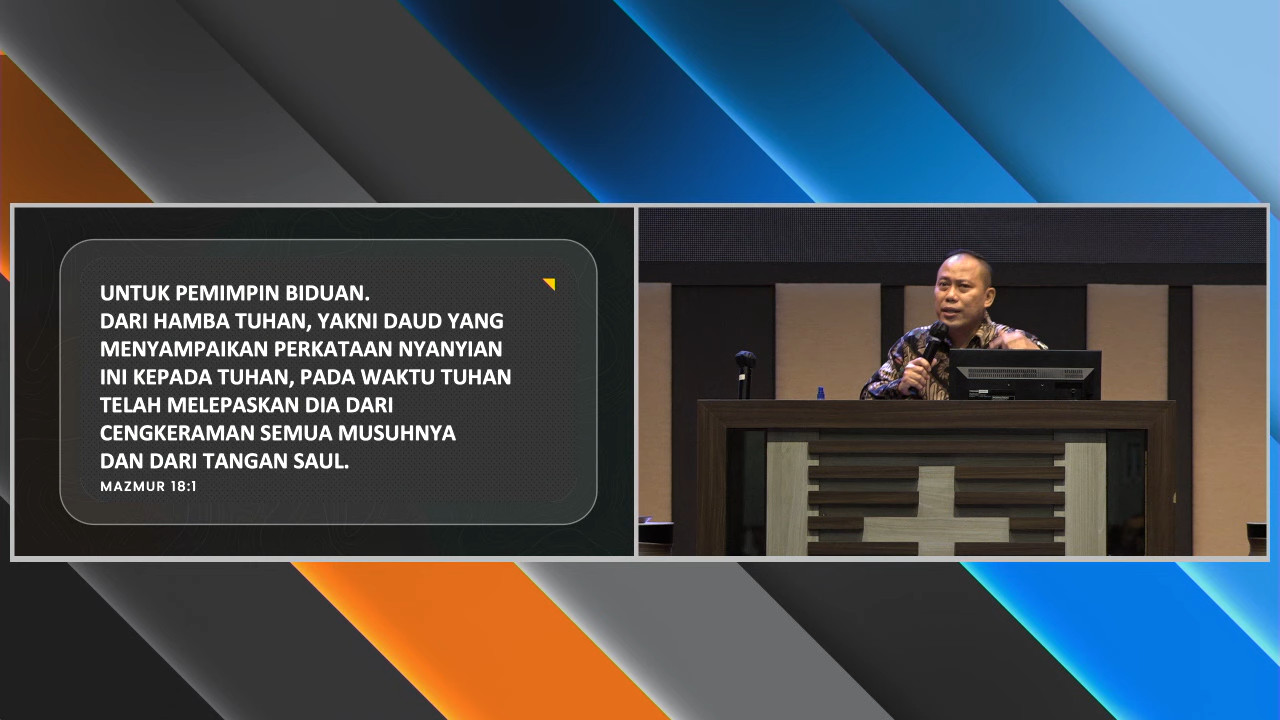 UNTUK PEMIMPIN BIDUAN.
DARI HAMBA TUHAN, YAKNI DAUD YANG
MENYAMPAIKAN PERKATAAN NYANYIAN
INI KEPADA TUHAN, PADA WAKTU TUHAN
TELAH MELEPASKAN DIA DARI
CENGKERAMAN SEMUA MUSUHNYA
DAN DARI TANGAN SAUL.
MAZMUR 18:1